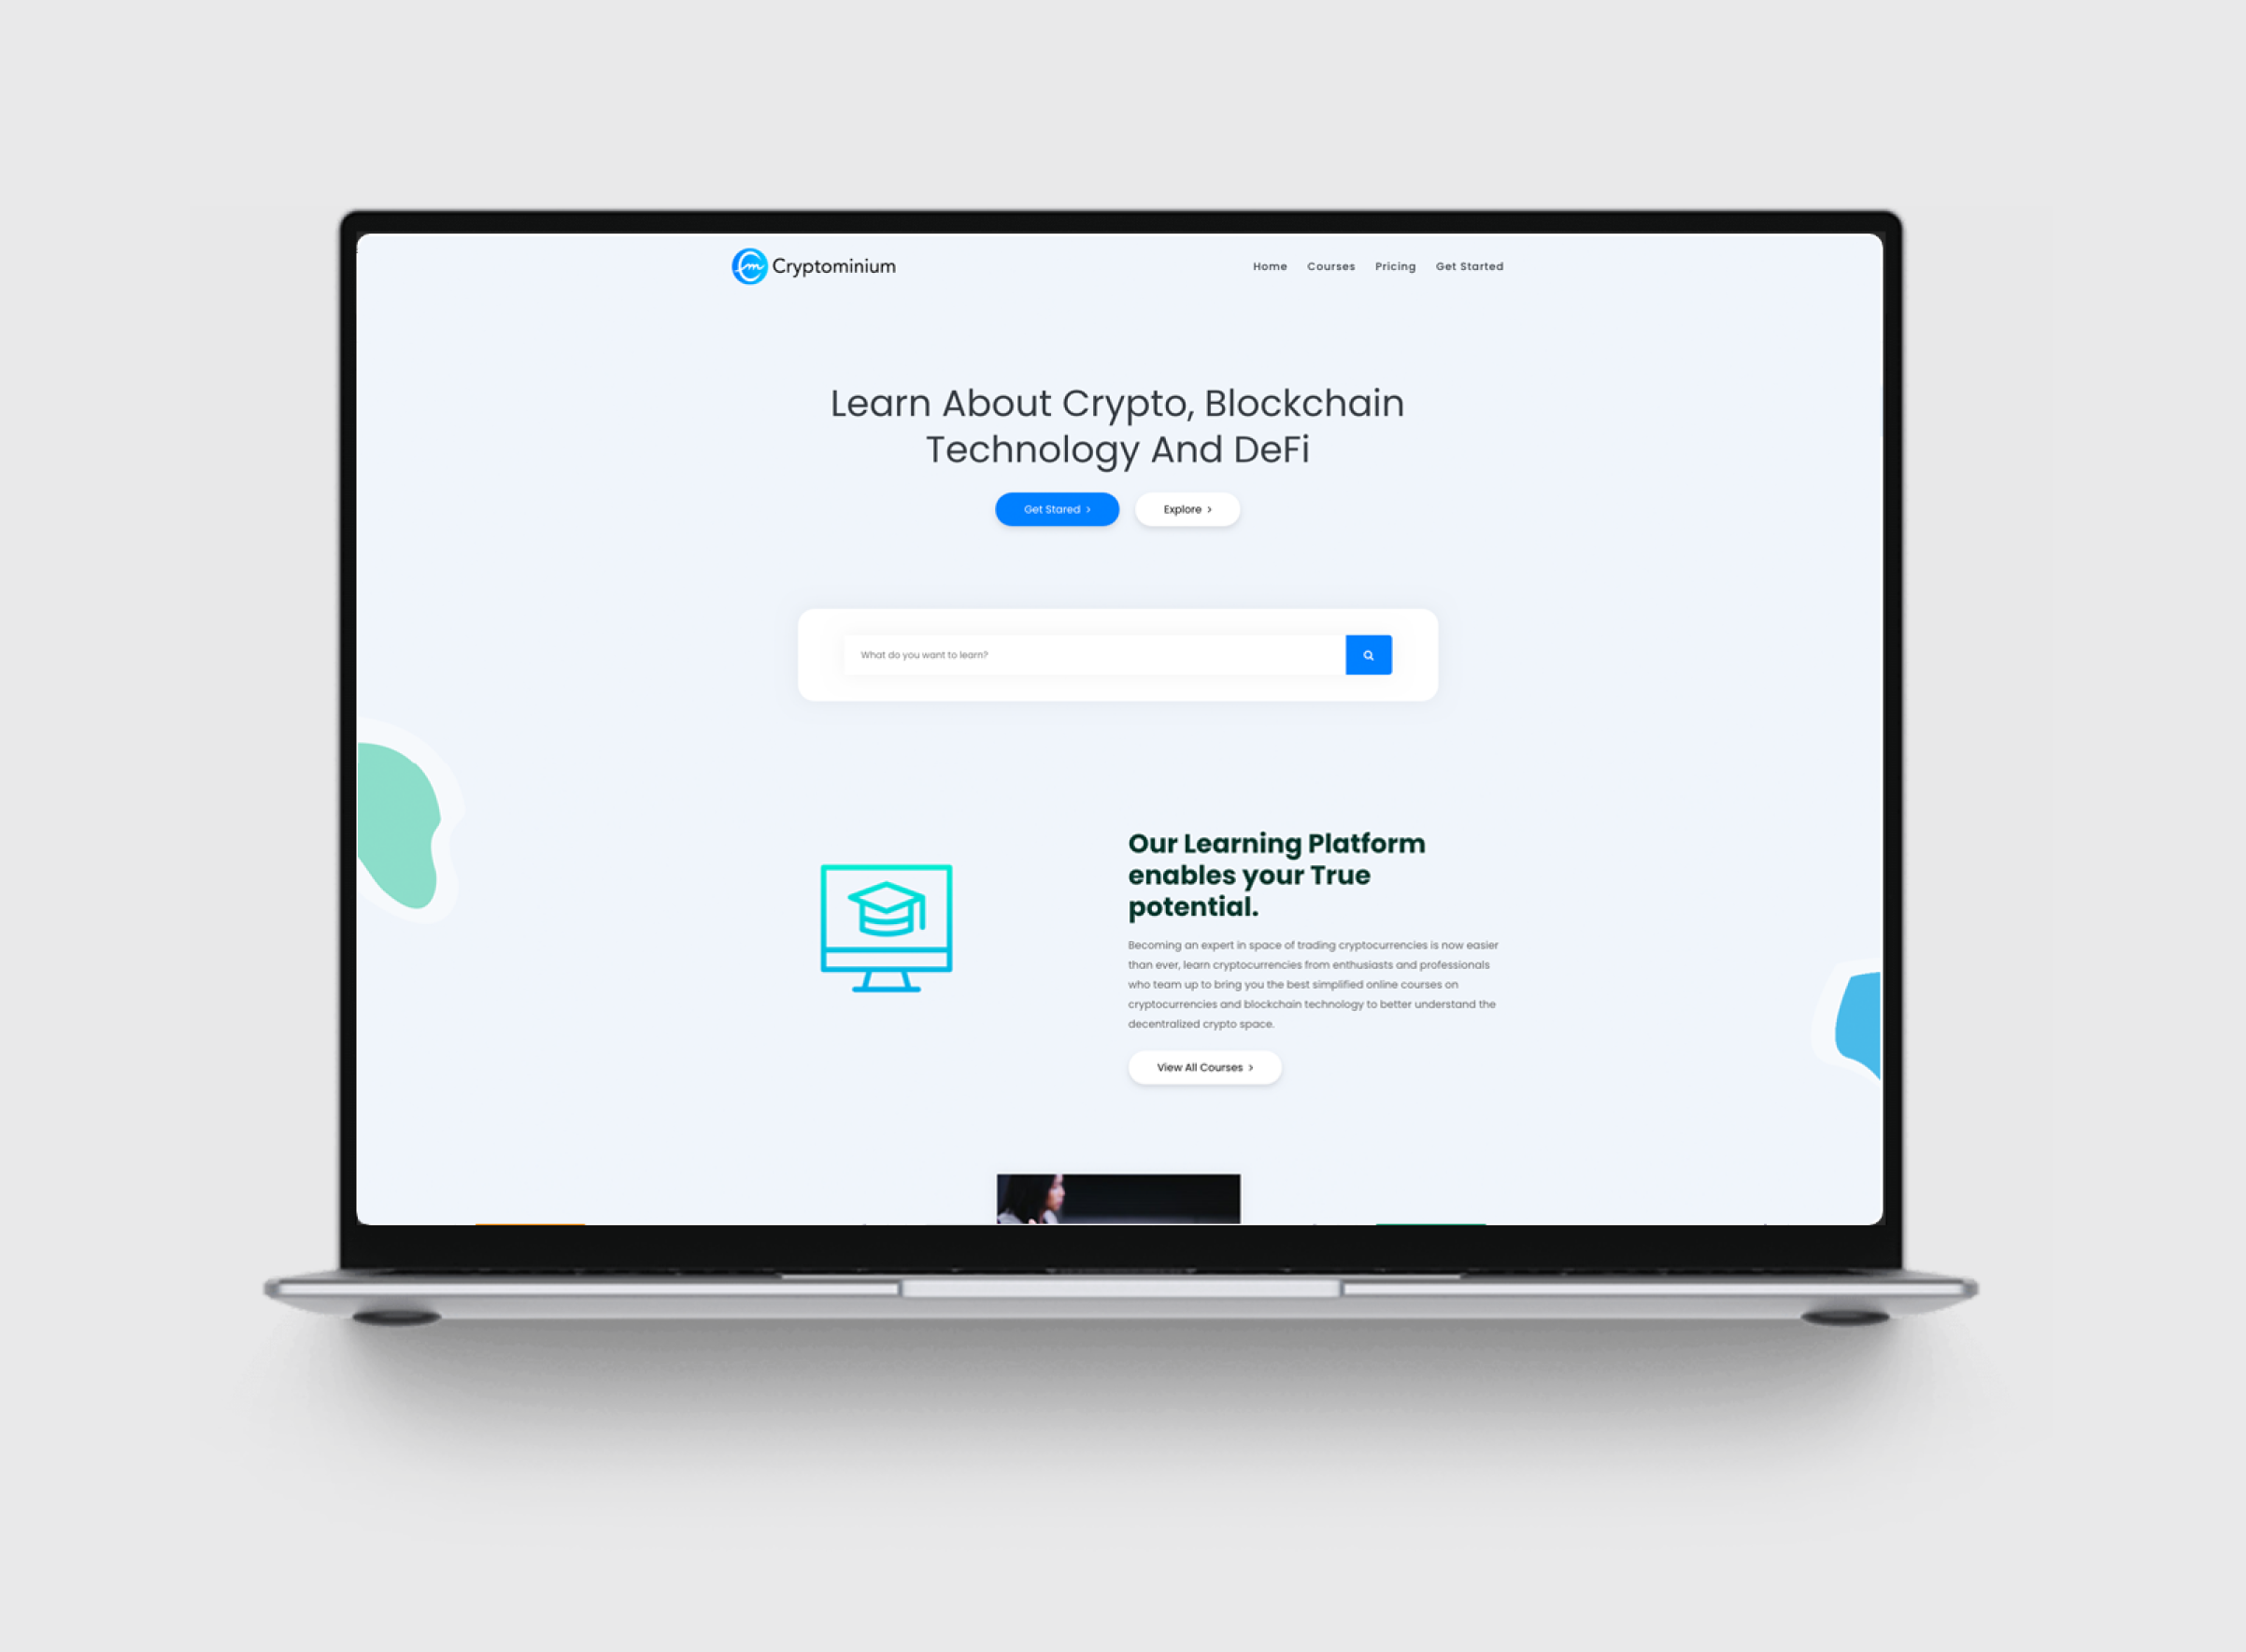 Cryptominium
Home Courses Pricing Get Started
Learn About Crypto, Blockchain
Technology And DeFi
Get Stared >
Explore >
What do you want to learn?
Our Learning Platform
enables your True
potential.
Becoming an expert in space of trading cryptocurrencies is now easier
than ever, learn cryptocurrencies from enthusiasts and professionals
who team up to bring you the best simplified online courses on
cryptocurrencies and blockchain technology to better understand the
decentralized crypto space.
View All Courses >